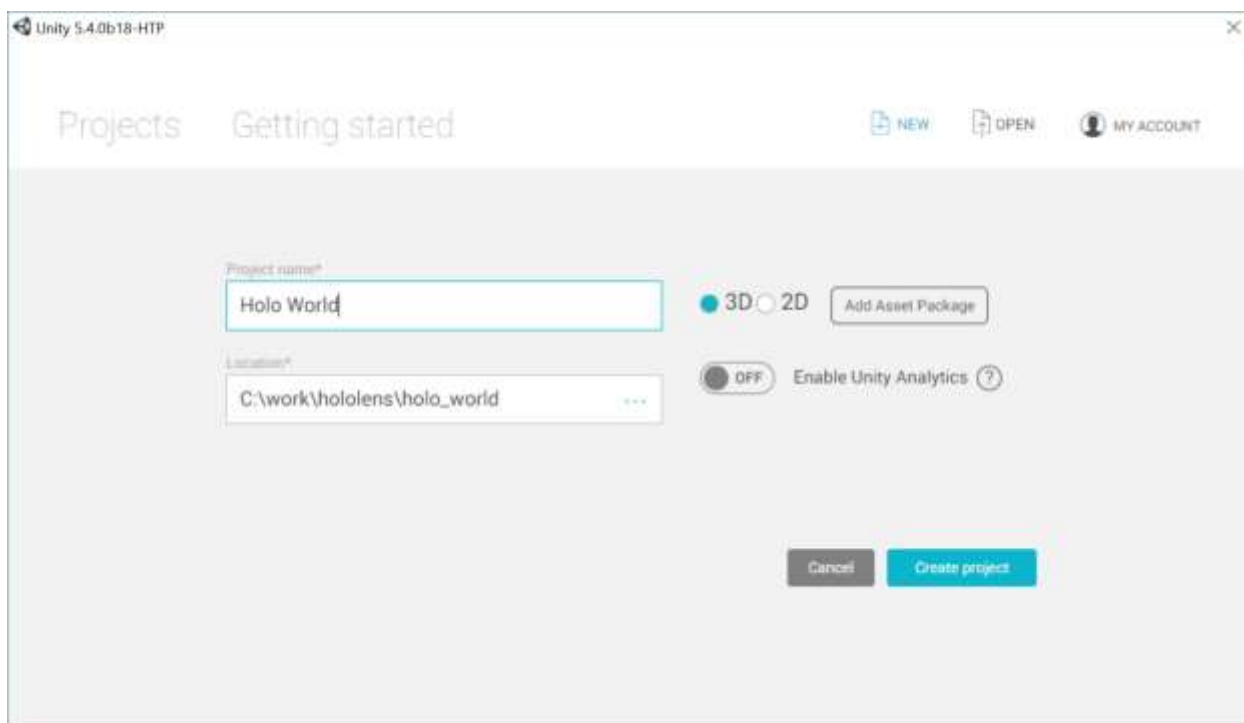 Unity 5.4.0b18-HTP
Projects Getting started NEW OPEN MY ACCOUNT
Project name*
Holo World
3D 2D Add Asset Package
Location*
C:\work\hololens\holo_world ...
OFF Enable Unity Analytics ?
Cancel Create project